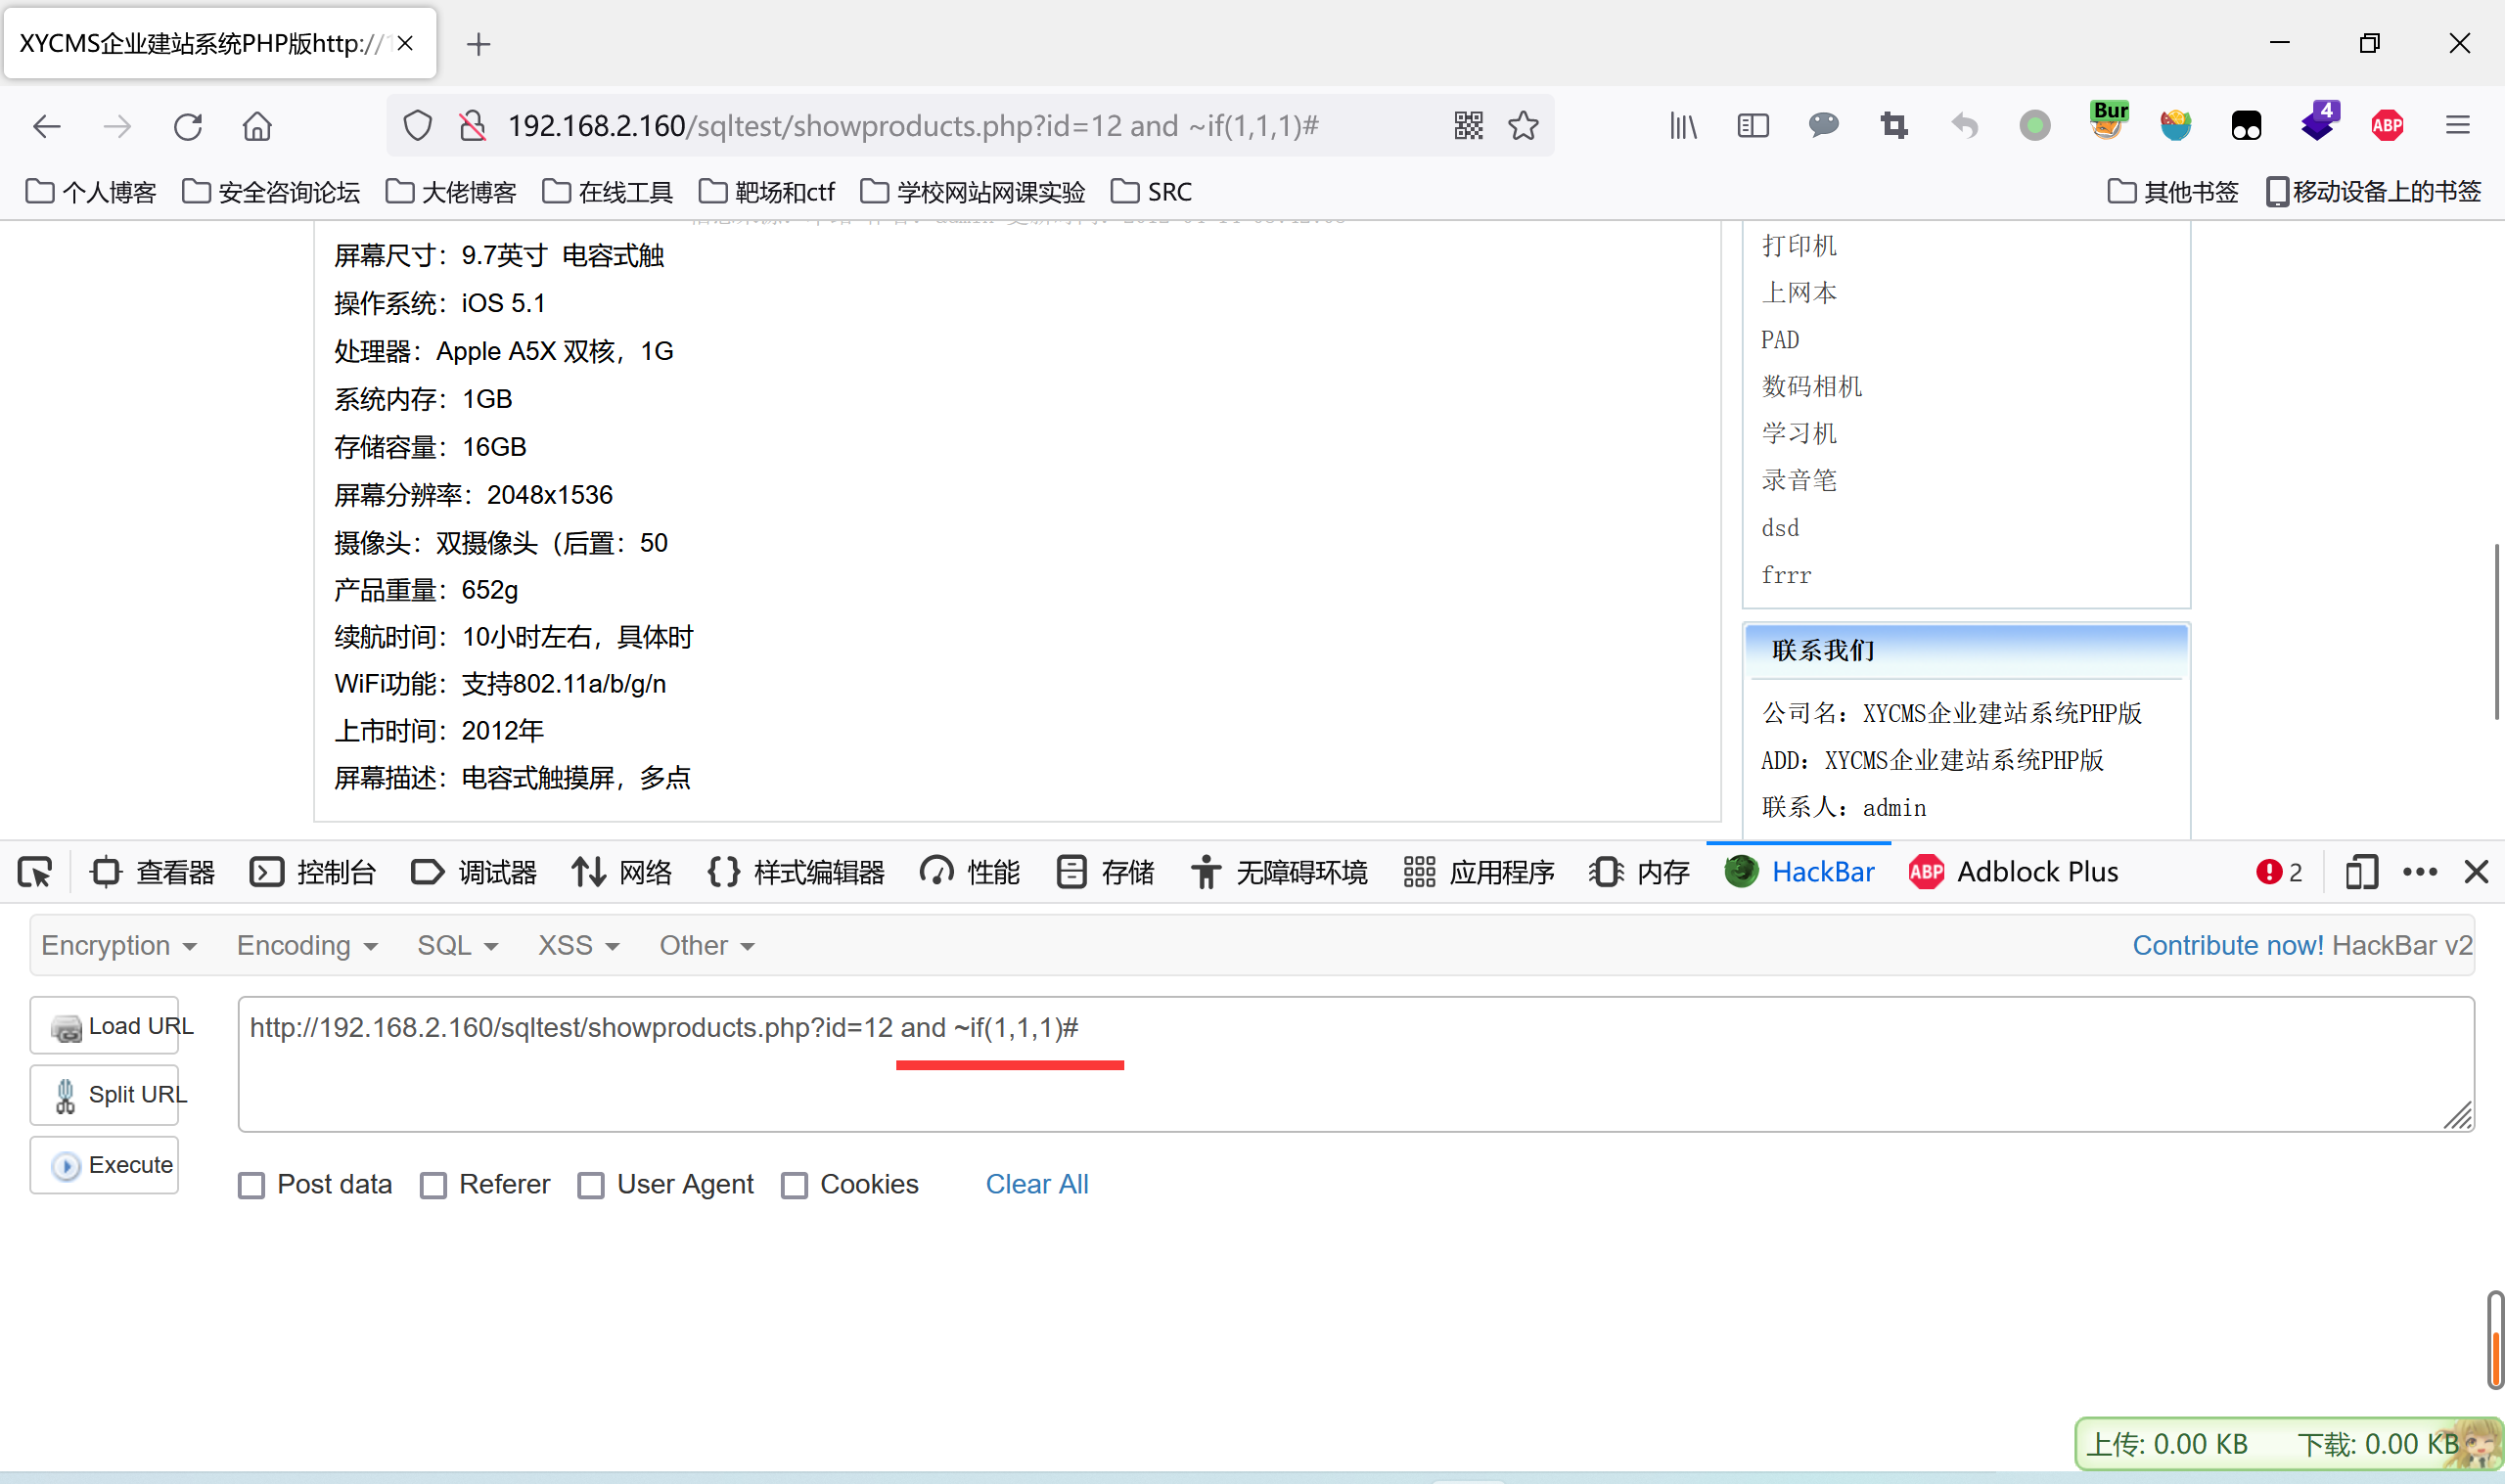 XYCMS企业建站系统PHP版http://
192.168.2.160/sqltest/showproducts.php?id=12 and ~if(1,1,1)#
Bur
4
ABP
个人博客 安全咨询论坛 大佬博客 在线工具 靶场和ctf 学校网站网课实验 SRC 其他书签 移动设备上的书签
屏幕尺寸：9.7英寸 电容式触
操作系统：iOS 5.1
处理器：Apple A5X 双核，1G
系统内存：1GB
存储容量：16GB
屏幕分辨率：2048x1536
摄像头：双摄像头（后置：50
产品重量：652g
续航时间：10小时左右，具体时
WiFi功能：支持802.11a/b/g/n
上市时间：2012年
屏幕描述：电容式触摸屏，多点
打印机
上网本
PAD
数码相机
学习机
录音笔
dsd
frrr
联系我们
公司名：XYCMS企业建站系统PHP版
ADD：XYCMS企业建站系统PHP版
联系人：admin
查看器 控制台 调试器 网络 样式编辑器 性能 存储 无障碍环境 应用程序 内存 HackBar ABP Adblock Plus 2
Encryption Encoding SQL XSS Other Contribute now! HackBar v2
Load URL
http://192.168.2.160/sqltest/showproducts.php?id=12 and ~if(1,1,1)#
Split URL
Execute
Post data Referer User Agent Cookies Clear All
上传: 0.00 KB 下载: 0.00 KB